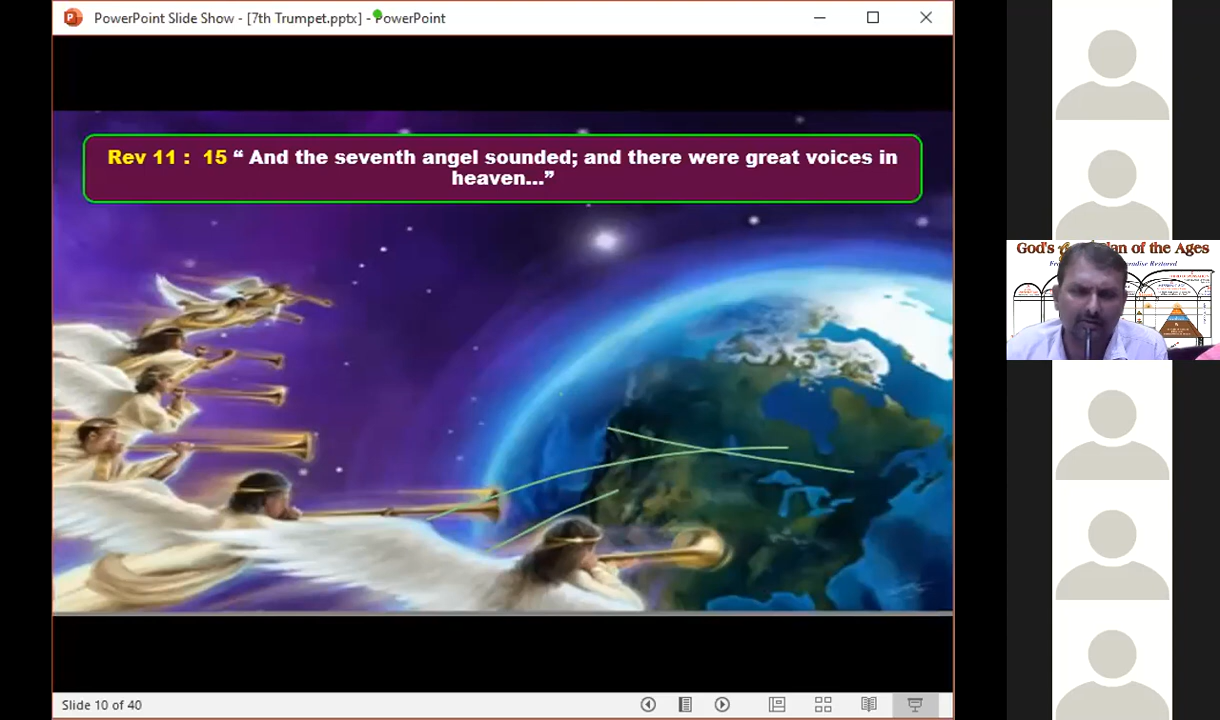 PowerPoint Slide Show - [7th Trumpet.pptx] - PowerPoint
Rev 11 : 15 “ And the seventh angel sounded; and there were great voices in
heaven...”
God's
an of the Ages
Slide 10 of 40